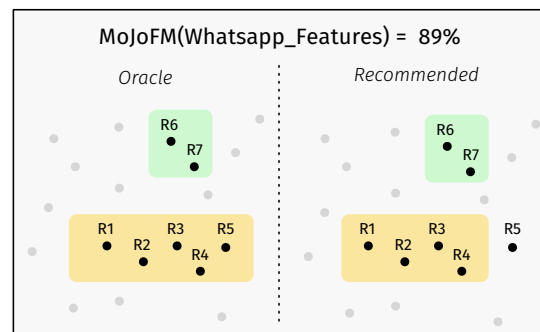 MoJoFM(Whatsapp_Features) = 89%
Oracle
Recommended
R6
R7
R1
R2
R3
R4
R5
R6
R7
R1
R2
R3
R4
R5